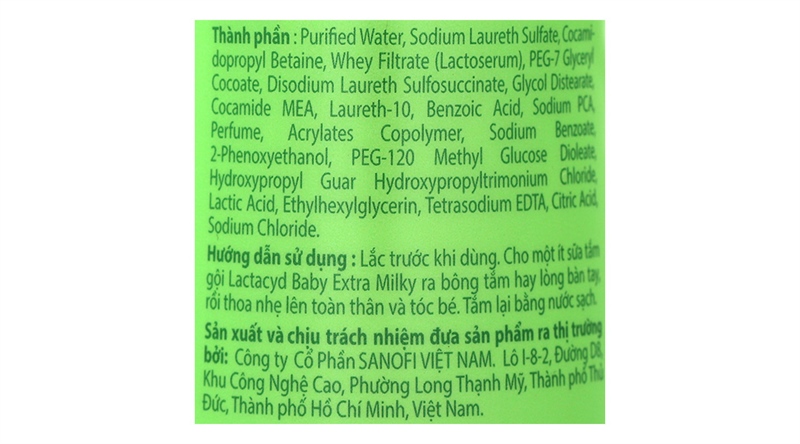 Thành phần : Purified Water, Sodium Laureth Sulfate, Cocami-
dopropyl Betaine, Whey Filtrate (Lactoserum), PEG-7 Glyceryl
Cocoate, Disodium Laureth Sulfosuccinate, Glycol Distearate,
Cocamide MEA, Laureth-10, Benzoic Acid, Sodium PCA,
Perfume, Acrylates Copolymer, Sodium Benzoate,
2-Phenoxyethanol, PEG-120 Methyl Glucose Dioleate,
Hydroxypropyl Guar Hydroxypropyltrimonium Chloride,
Lactic Acid, Ethylhexylglycerin, Tetrasodium EDTA, Citric Acid,
Sodium Chloride.
Hướng dẫn sử dụng : Lắc trước khi dùng. Cho một ít sữa tắm
gội Lactacyd Baby Extra Milky ra bông tắm hay lòng bàn tay,
rồi thoa nhẹ lên toàn thân và tóc bé. Tắm lại bằng nước sạch.
Sản xuất và chịu trách nhiệm đưa sản phẩm ra thị trường
bởi: Công ty Cổ Phần SANOFI VIỆT NAM. Lô I-8-2, Đường D8,
Khu Công Nghệ Cao, Phường Long Thạnh Mỹ, Thành phố Thủ
Đức, Thành phố Hồ Chí Minh, Việt Nam.